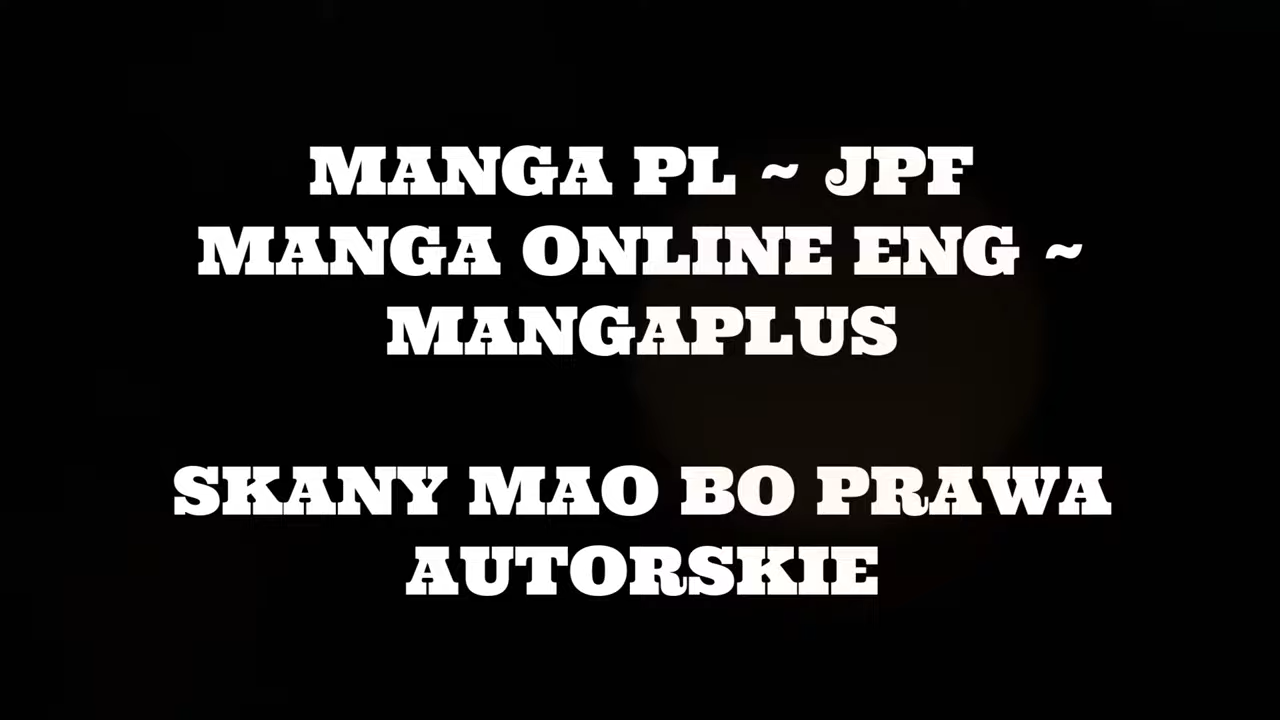 MANGA PL ~ JPF
MANGA ONLINE ENG ~
MANGAPLUS
SKANY MAO BO PRAWA
AUTORSKIE